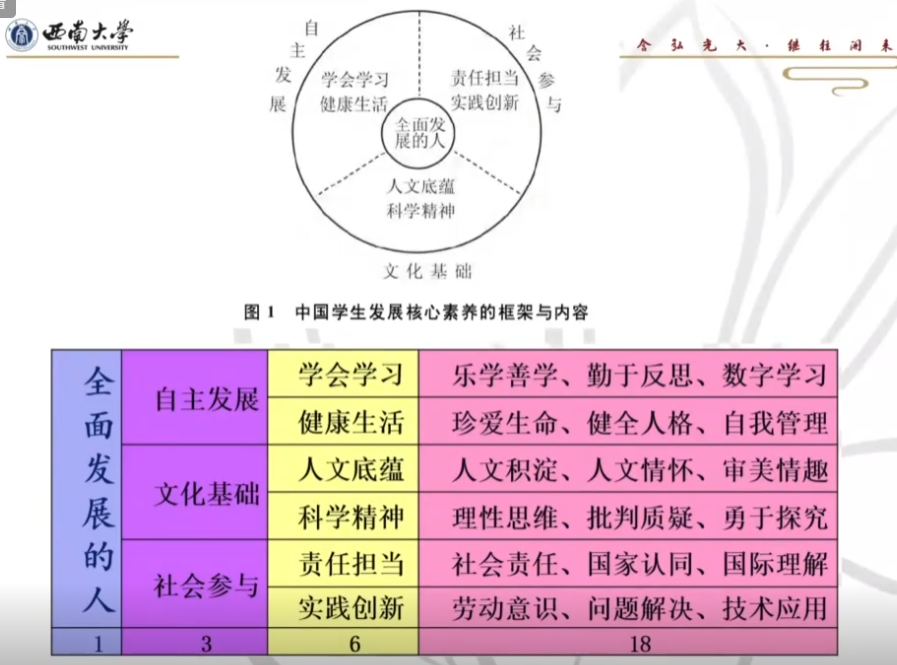 西南大学
SOUTHWEST UNIVERSITY
含弘光大·继往开来
自主发展
社会参与
学会学习
健康生活
责任担当
实践创新
全面发
展的人
人文底蕴
科学精神
文化基础
图 1 中国学生发展核心素养的框架与内容
全面发展的人
自主发展
学会学习
乐学善学、勤于反思、数字学习
健康生活
珍爱生命、健全人格、自我管理
文化基础
人文底蕴
人文积淀、人文情怀、审美情趣
科学精神
理性思维、批判质疑、勇于探究
社会参与
责任担当
社会责任、国家认同、国际理解
实践创新
劳动意识、问题解决、技术应用
1
3
6
18